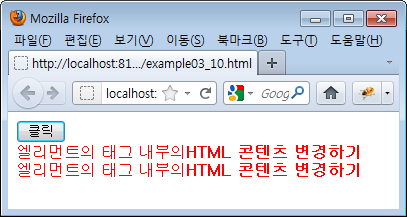 Mozilla Firefox
파일(F) 편집(E) 보기(V) 이동(S) 북마크(B) 도구(T) 도움말(H)
http://localhost:81.../example03_10.html
localhost:
Goog
클릭
엘리먼트의 태그 내부의HTML 콘텐츠 변경하기
엘리먼트의 태그 내부의HTML 콘텐츠 변경하기